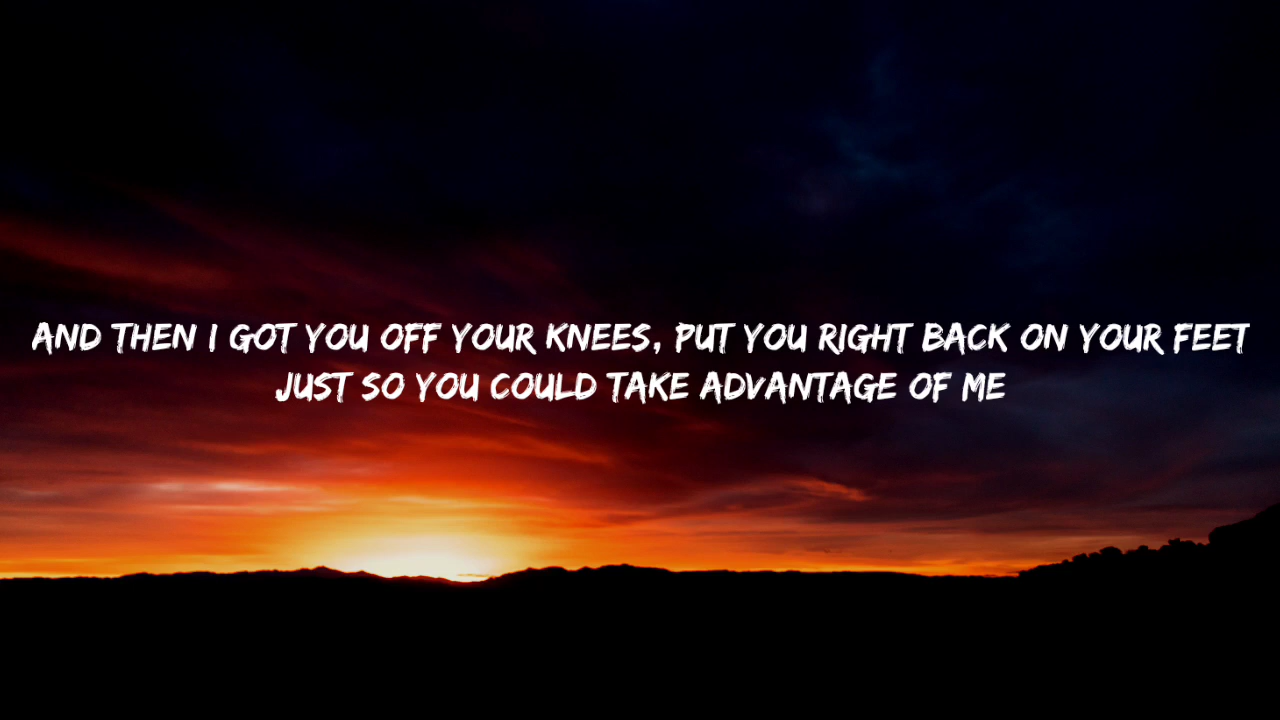 AND THEN I GOT YOU OFF YOUR KNEES, PUT YOU RIGHT BACK ON YOUR FEET
JUST SO YOU COULD TAKE ADVANTAGE OF ME